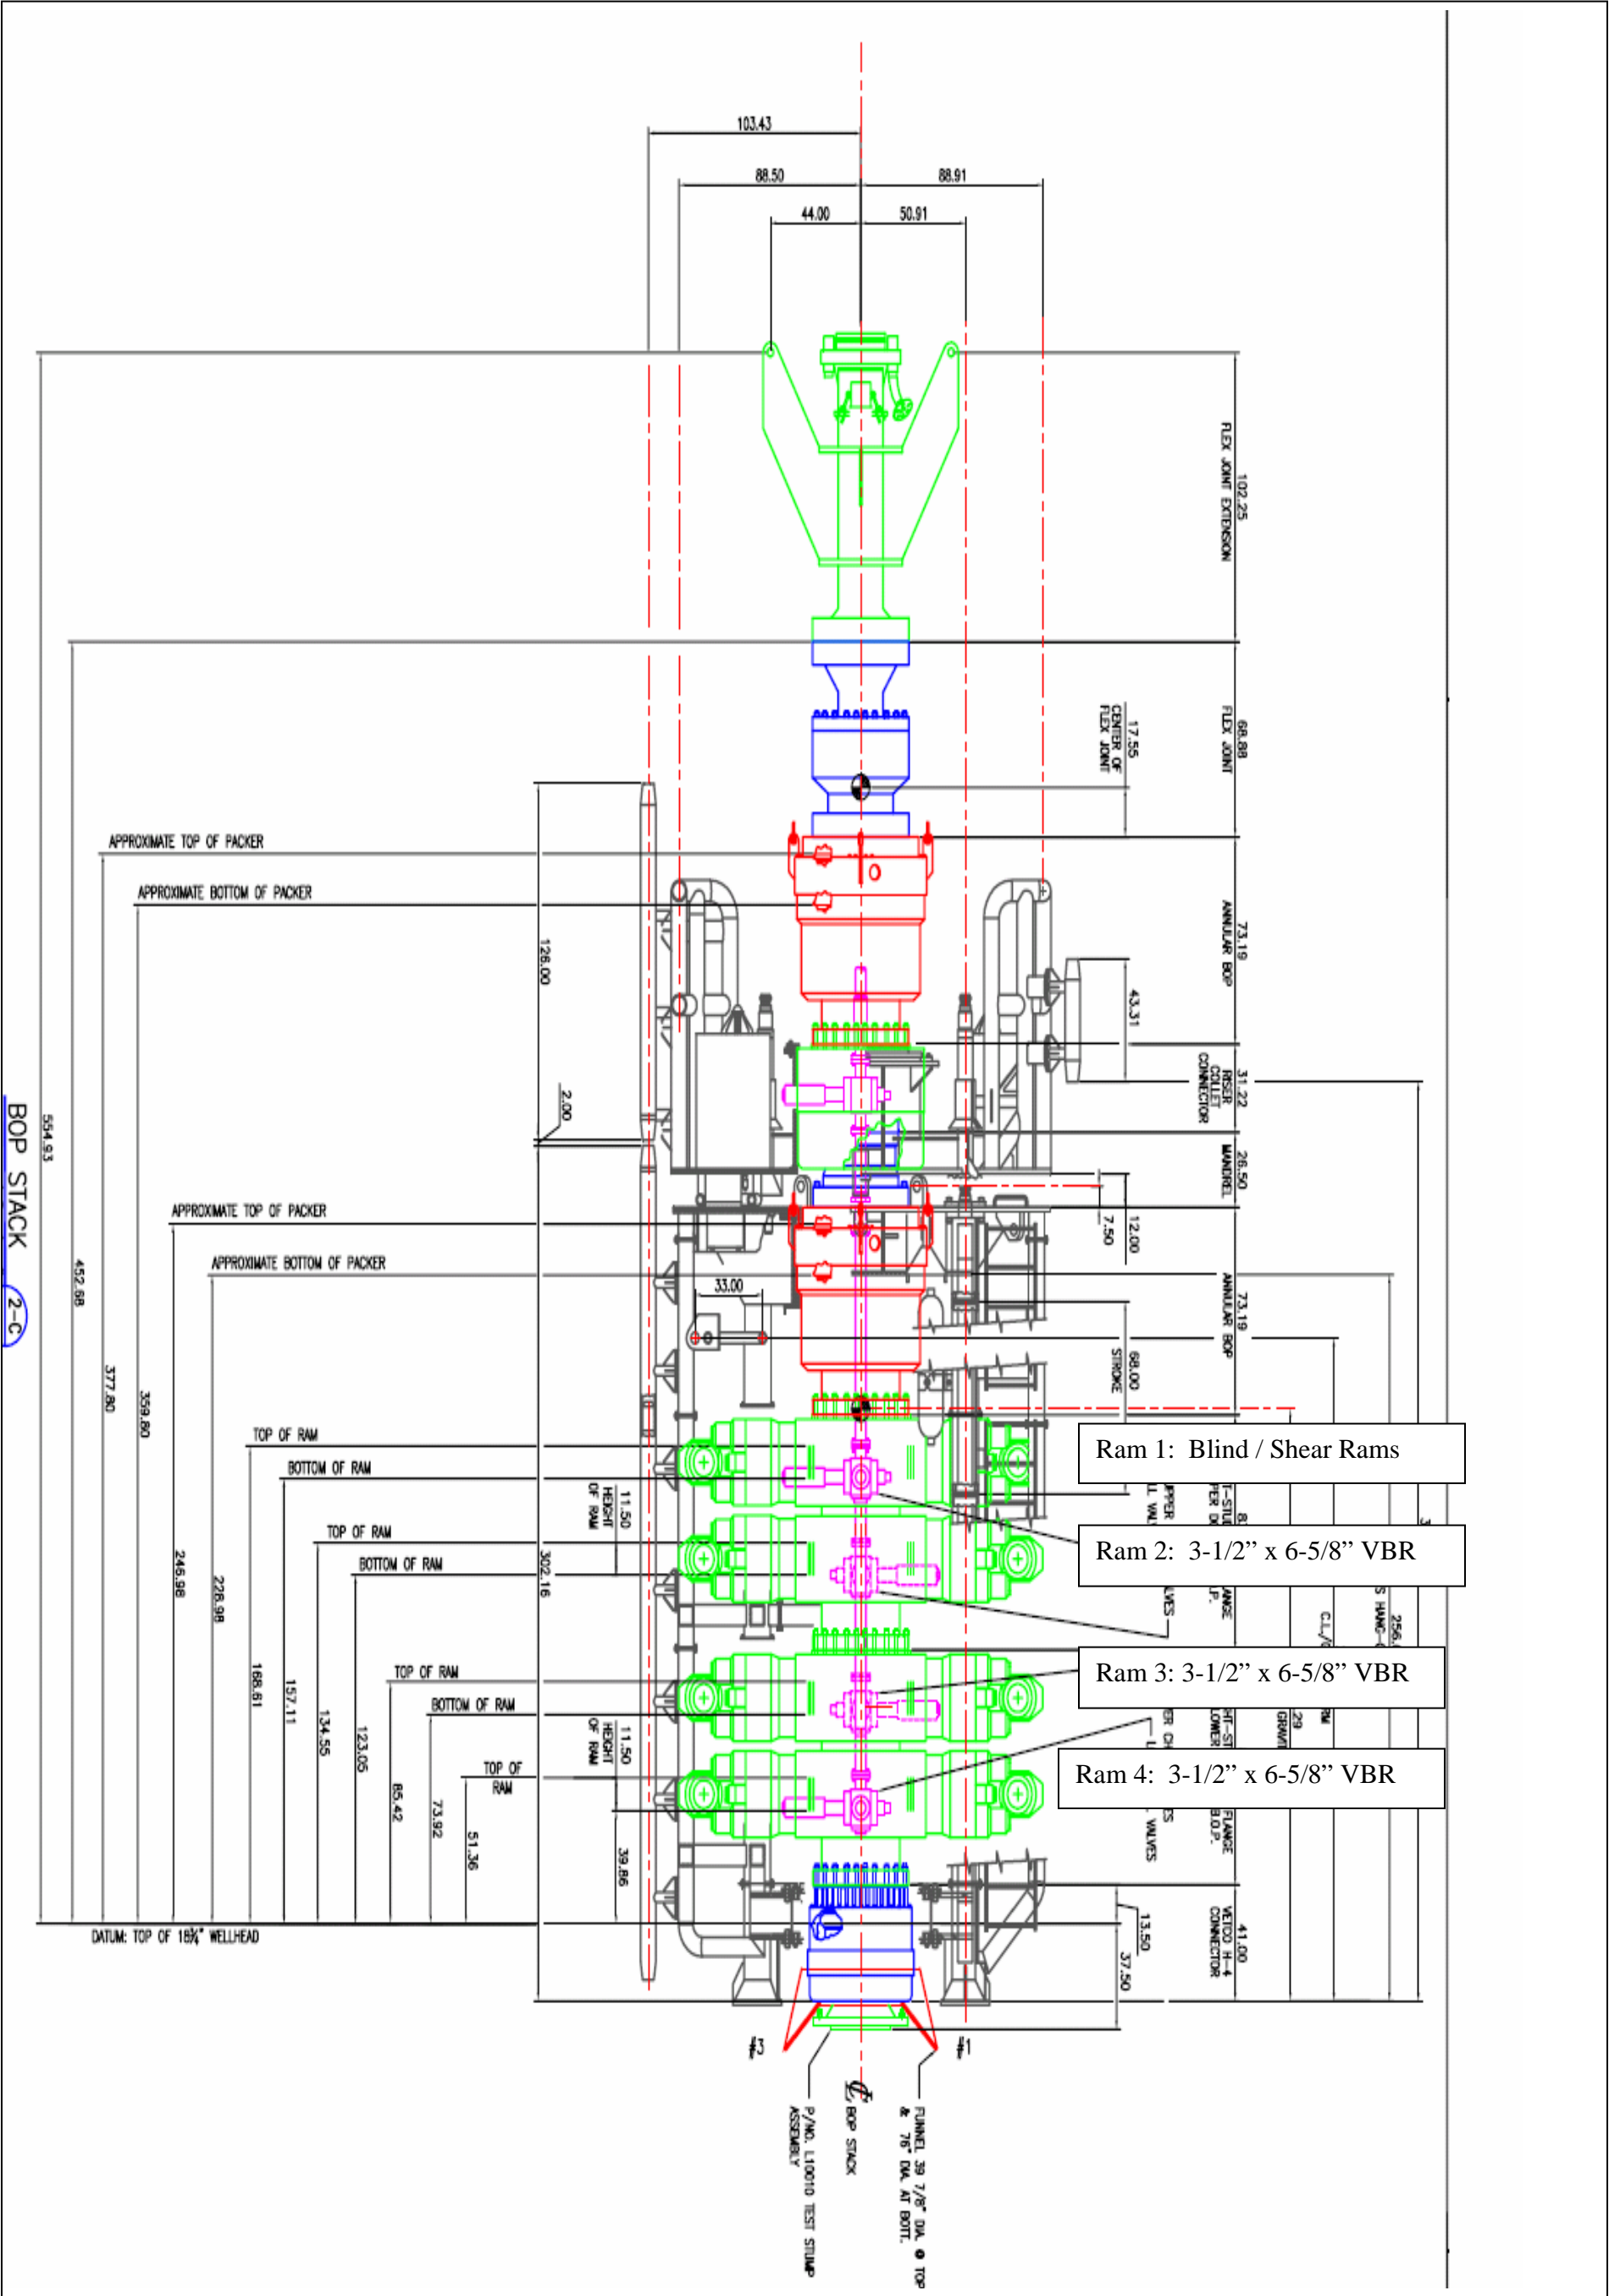 103.43
88.50
88.91
44.00
50.91
102.25
FLEX JOINT EXTENSION
68.88
FLEX JOINT
17.55
CENTER OF
FLEX JOINT
73.19
ANNULAR BOP
43.31
31.22
RISER
COLLET
CONNECTOR
26.50
MANDREL
12.00
7.50
73.19
ANNULAR BOP
68.00
STROKE
APPROXIMATE TOP OF PACKER
APPROXIMATE BOTTOM OF PACKER
126.00
2.00
APPROXIMATE TOP OF PACKER
APPROXIMATE BOTTOM OF PACKER
33.00
Ram 1: Blind / Shear Rams
Ram 2: 3-1/2” x 6-5/8” VBR
Ram 3: 3-1/2” x 6-5/8” VBR
Ram 4: 3-1/2” x 6-5/8” VBR
VALVES
C.L./
FLANGE
B.O.P.
LOWER
TOP OF RAM
BOTTOM OF RAM
11.50
HEIGHT
OF RAM
TOP OF RAM
BOTTOM OF RAM
302.16
TOP OF RAM
BOTTOM OF RAM
11.50
HEIGHT
OF RAM
TOP OF
RAM
39.86
51.36
73.92
85.42
123.05
134.55
157.11
168.61
228.98
246.98
359.80
377.80
452.68
554.93
DATUM: TOP OF 18¾" WELLHEAD
41.00
VETCO H-4
CONNECTOR
13.50
37.50
#3
#1
FUNNEL 39 7/8" DIA. @ TOP
& 76" DIA. AT BOTT.
℄ BOP STACK
P/NO. L10010 TEST STUMP
ASSEMBLY
BOP STACK 2-C